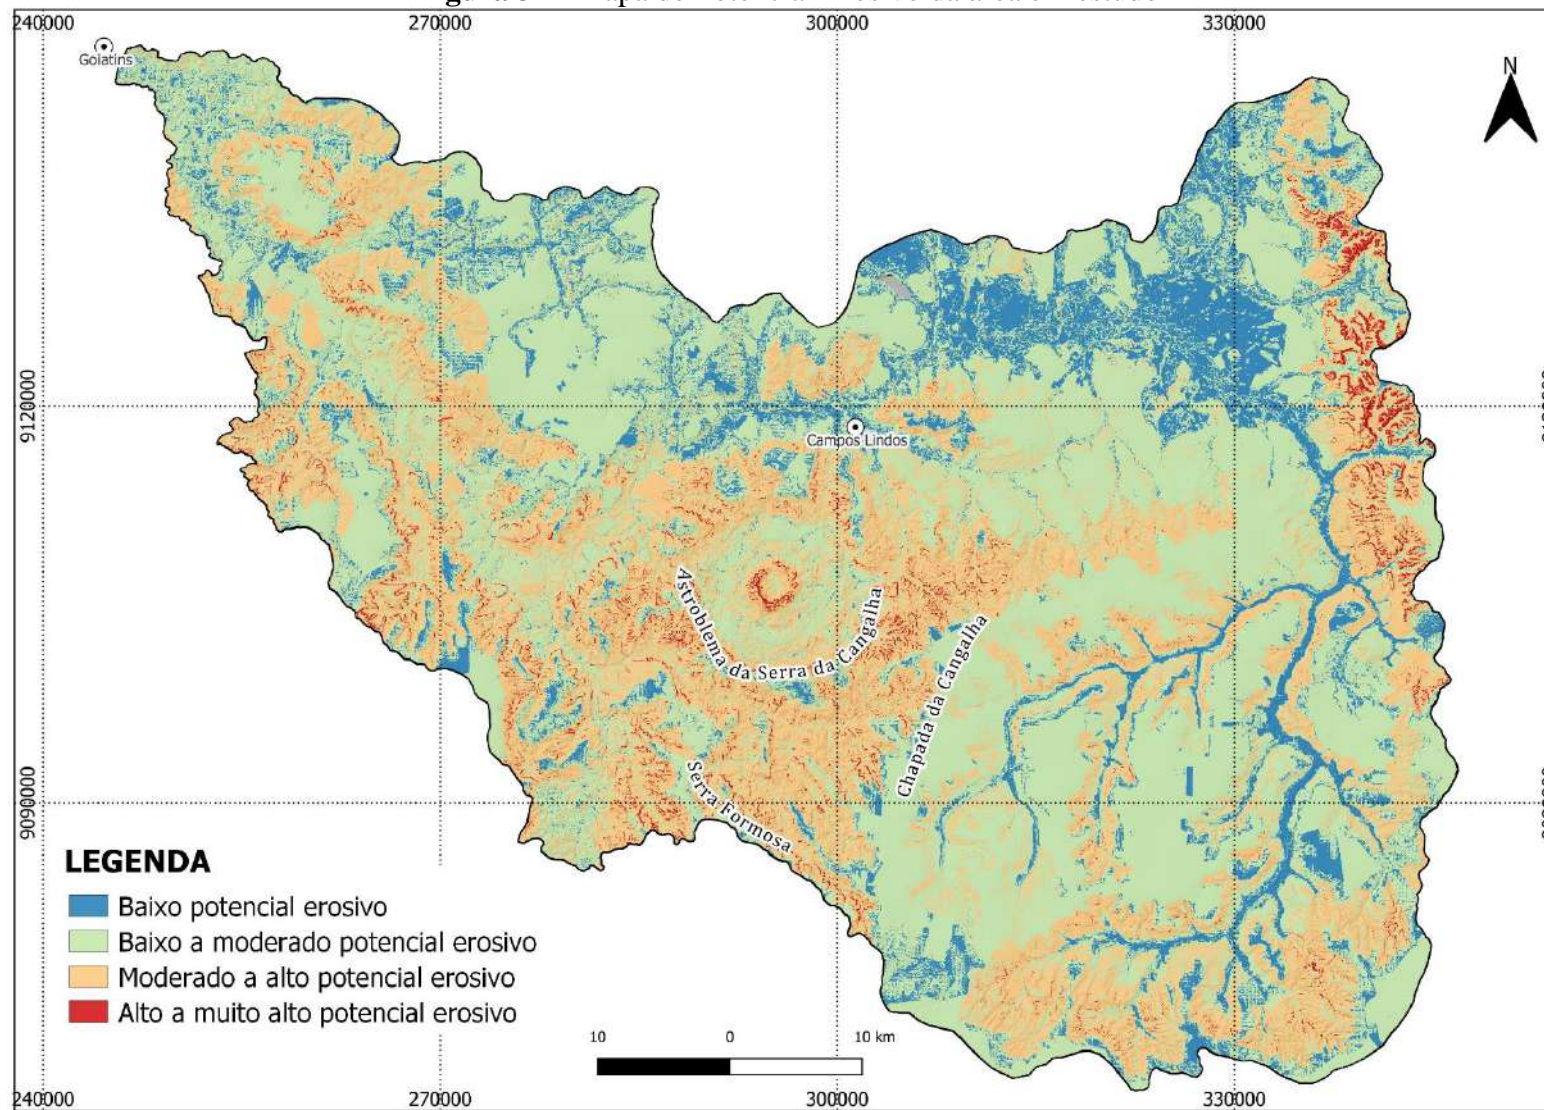 240000 270000 300000 330000
Goiatins
N
9120000
Campos Lindos
Astroblema da Serra da Cangalha
Chapada da Cangalha
Serra Formosa
9090000
LEGENDA
Baixo potencial erosivo
Baixo a moderado potencial erosivo
Moderado a alto potencial erosivo
Alto a muito alto potencial erosivo
10 0 10 km
240000 270000 300000 330000